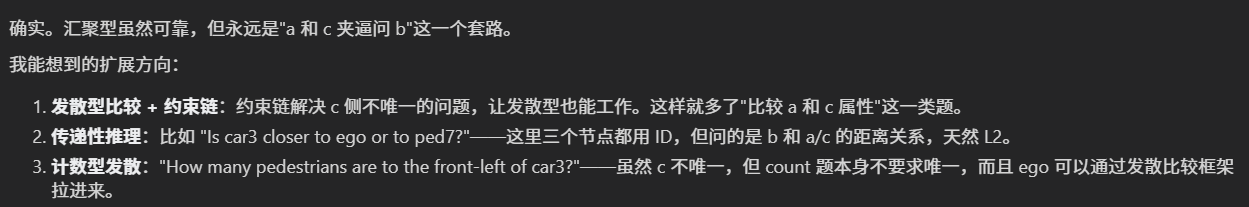 确实。汇聚型虽然可靠，但永远是"a 和 c 夹逼问 b"这一个套路。
我能想到的扩展方向：
1. 发散型比较 + 约束链：约束链解决 c 侧不唯一的问题，让发散型也能工作。这样就多了"比较 a 和 c 属性"这一类题。
2. 传递性推理：比如 "Is car3 closer to ego or to ped7?"——这里三个节点都用 ID，但问的是 b 和 a/c 的距离关系，天然 L2。
3. 计数型发散："How many pedestrians are to the front-left of car3?"——虽然 c 不唯一，但 count 题本身不要求唯一，而且 ego 可以通过发散比较框架
拉进来。